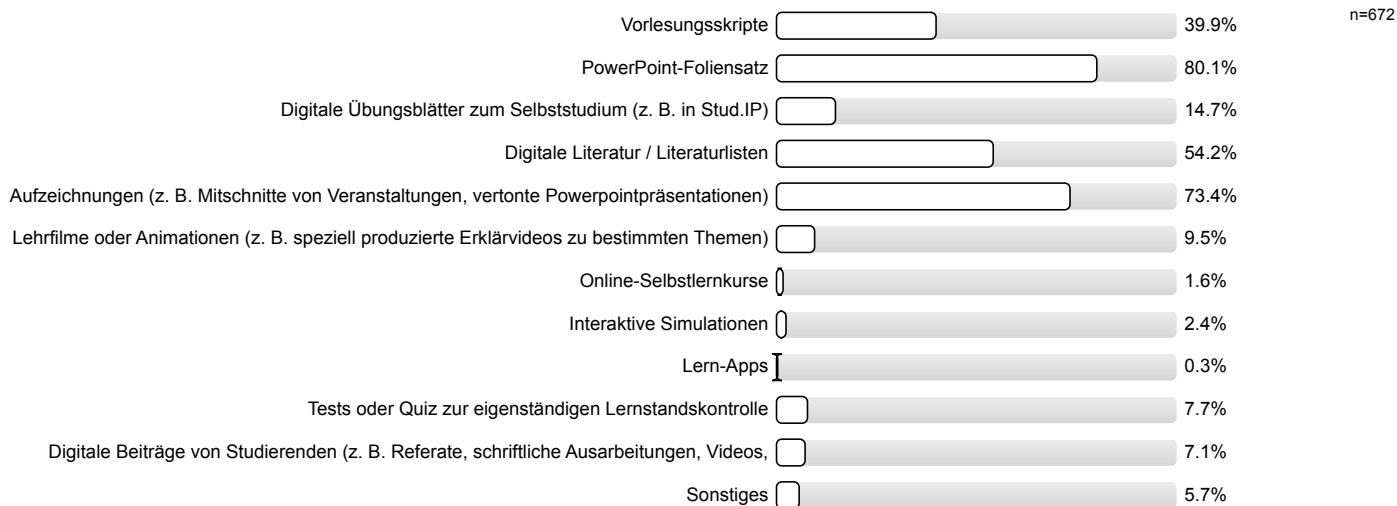 Vorlesungsskripte 39.9% n=672
PowerPoint-Foliensatz 80.1%
Digitale Übungsblätter zum Selbststudium (z. B. in Stud.IP) 14.7%
Digitale Literatur / Literaturlisten 54.2%
Aufzeichnungen (z. B. Mitschnitte von Veranstaltungen, vertonte Powerpointpräsentationen) 73.4%
Lehrfilme oder Animationen (z. B. speziell produzierte Erklärvideos zu bestimmten Themen) 9.5%
Online-Selbstlernkurse 1.6%
Interaktive Simulationen 2.4%
Lern-Apps 0.3%
Tests oder Quiz zur eigenständigen Lernstandskontrolle 7.7%
Digitale Beiträge von Studierenden (z. B. Referate, schriftliche Ausarbeitungen, Videos, 7.1%
Sonstiges 5.7%